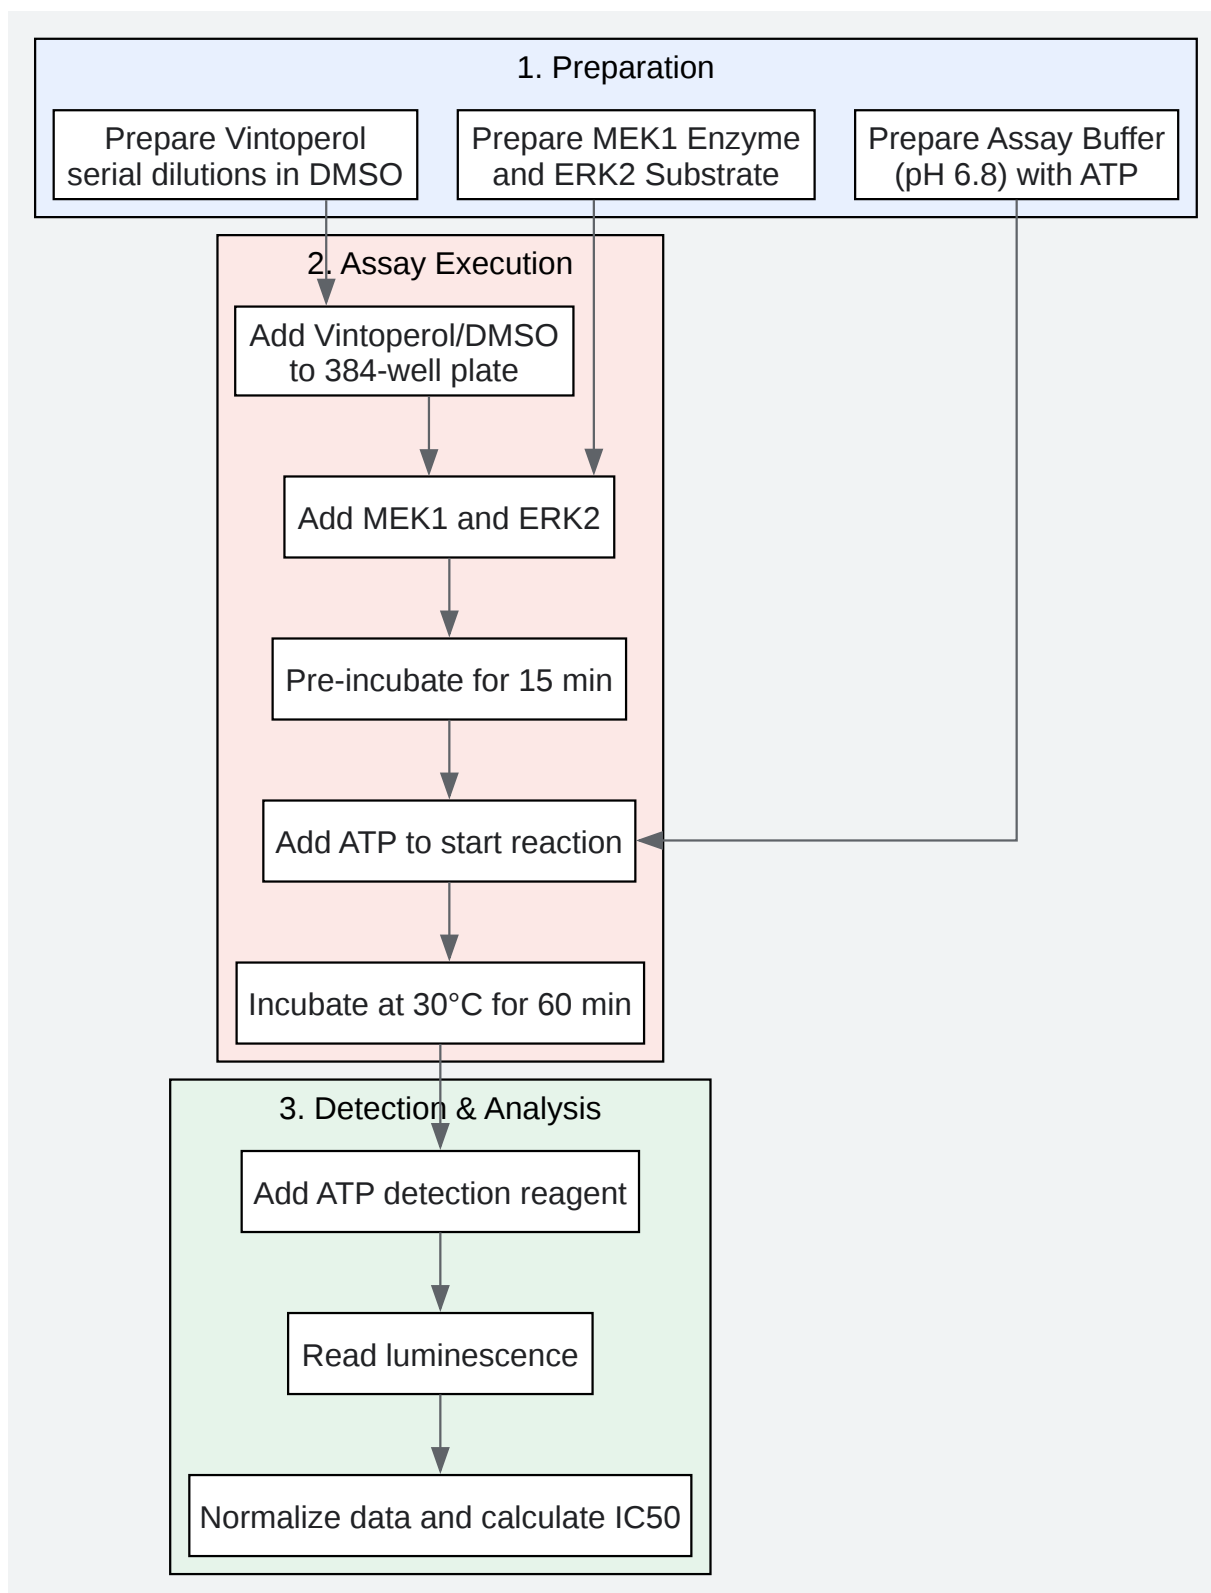 1. Preparation
Prepare Vintoperol
serial dilutions in DMSO
Prepare MEK1 Enzyme
and ERK2 Substrate
Prepare Assay Buffer
(pH 6.8) with ATP
2. Assay Execution
Add Vintoperol/DMSO
to 384-well plate
Add MEK1 and ERK2
Pre-incubate for 15 min
Add ATP to start reaction
Incubate at 30°C for 60 min
3. Detection & Analysis
Add ATP detection reagent
Read luminescence
Normalize data and calculate IC50